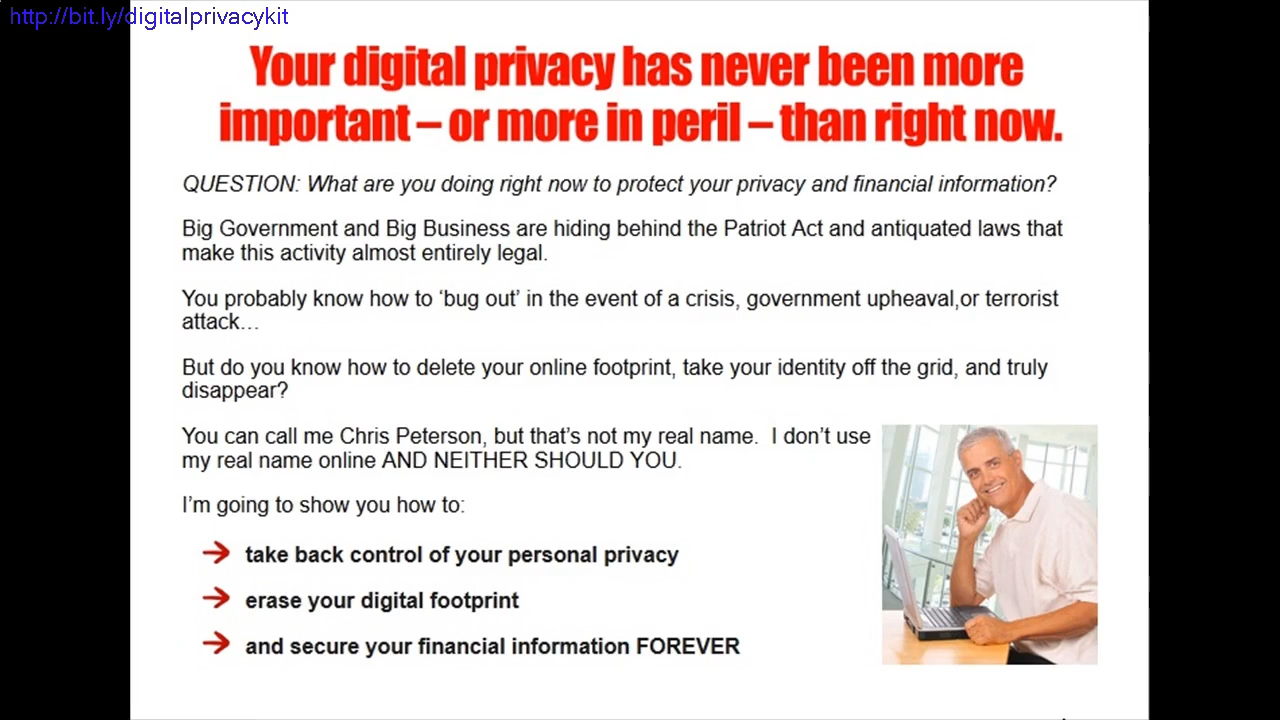 http://bit.ly/digitalprivacykit
Your digital privacy has never been more
important – or more in peril – than right now.
QUESTION: What are you doing right now to protect your privacy and financial information?
Big Government and Big Business are hiding behind the Patriot Act and antiquated laws that
make this activity almost entirely legal.
You probably know how to ‘bug out’ in the event of a crisis, government upheaval,or terrorist
attack…
But do you know how to delete your online footprint, take your identity off the grid, and truly
disappear?
You can call me Chris Peterson, but that’s not my real name.  I don’t use
my real name online AND NEITHER SHOULD YOU.
I’m going to show you how to:
take back control of your personal privacy
erase your digital footprint
and secure your financial information FOREVER